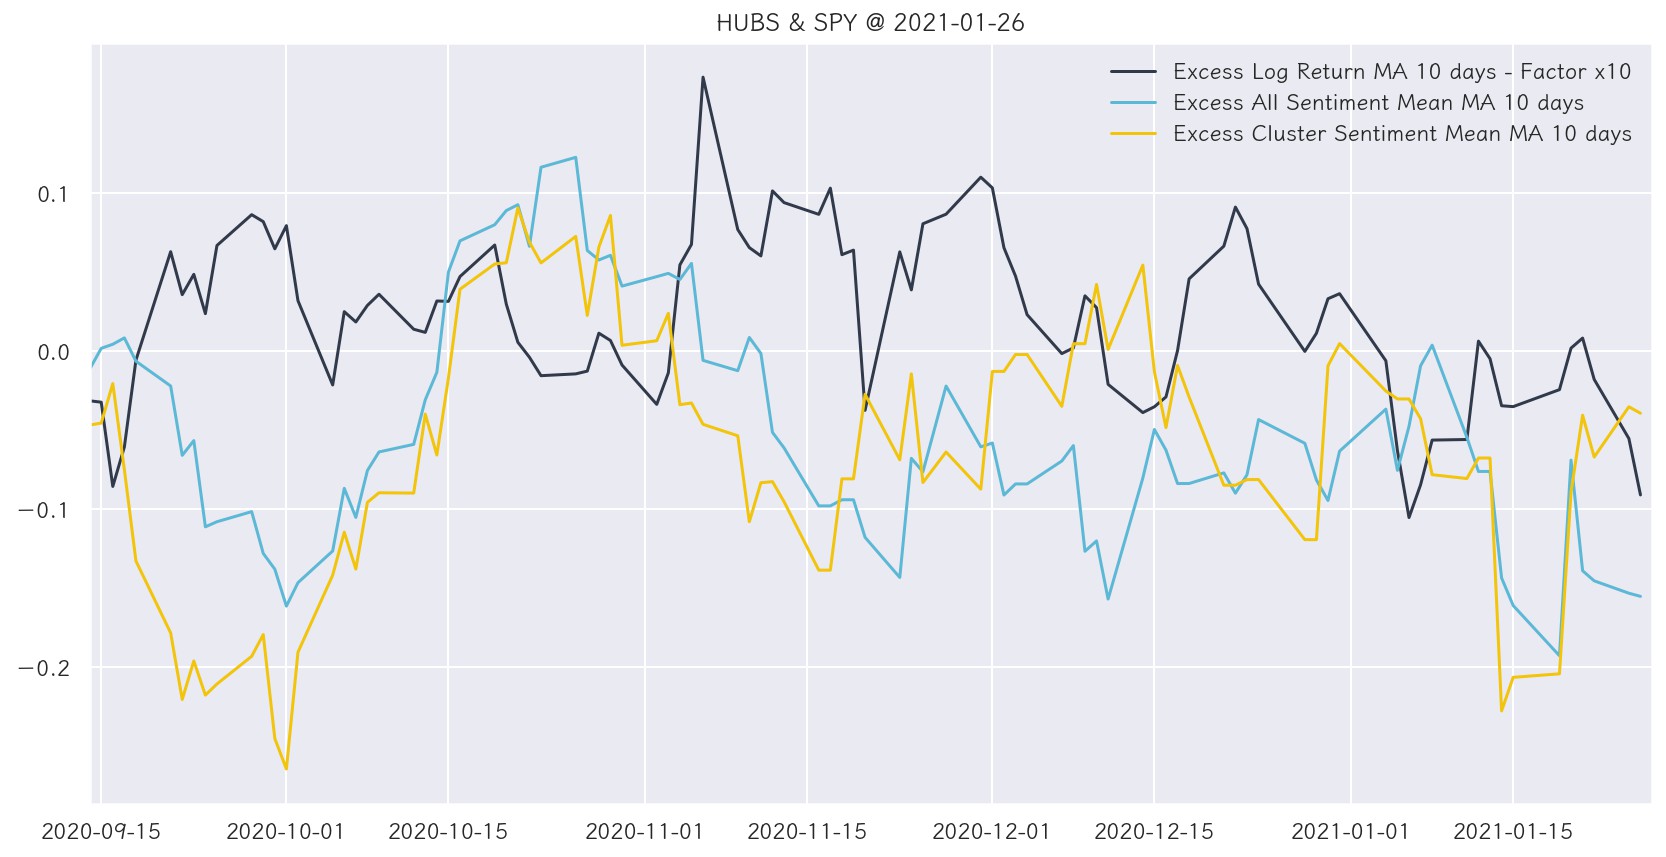 HUBS & SPY @ 2021-01-26
Excess Log Return MA 10 days - Factor x10
Excess All Sentiment Mean MA 10 days
Excess Cluster Sentiment Mean MA 10 days
0.1
0.0
−0.1
−0.2
2020-09-15 2020-10-01 2020-10-15 2020-11-01 2020-11-15 2020-12-01 2020-12-15 2021-01-01 2021-01-15